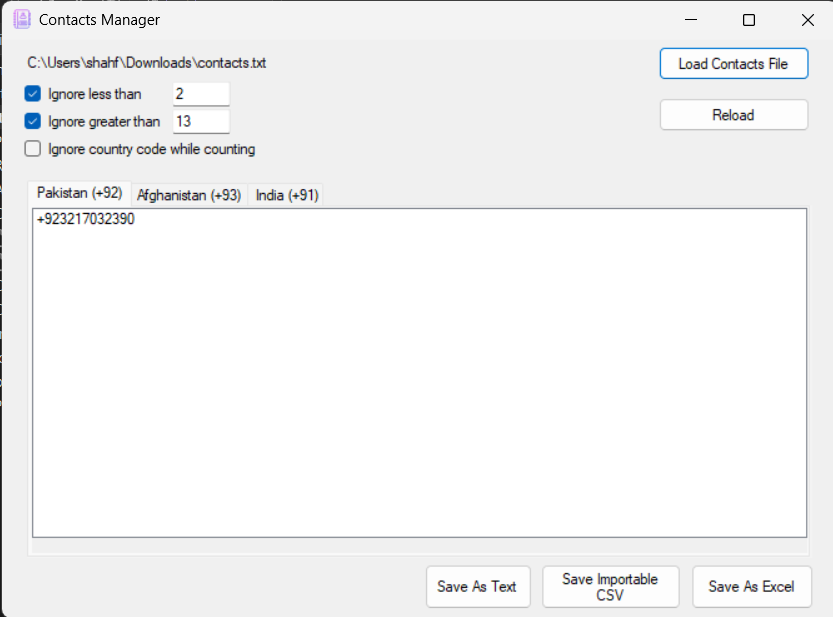 Contacts Manager
C:\Users\shahf\Downloads\contacts.txt
Load Contacts File
Ignore less than 2
Ignore greater than 13
Reload
Ignore country code while counting
Pakistan (+92) Afghanistan (+93) India (+91)
+923217032390
Save As Text
Save Importable
CSV
Save As Excel